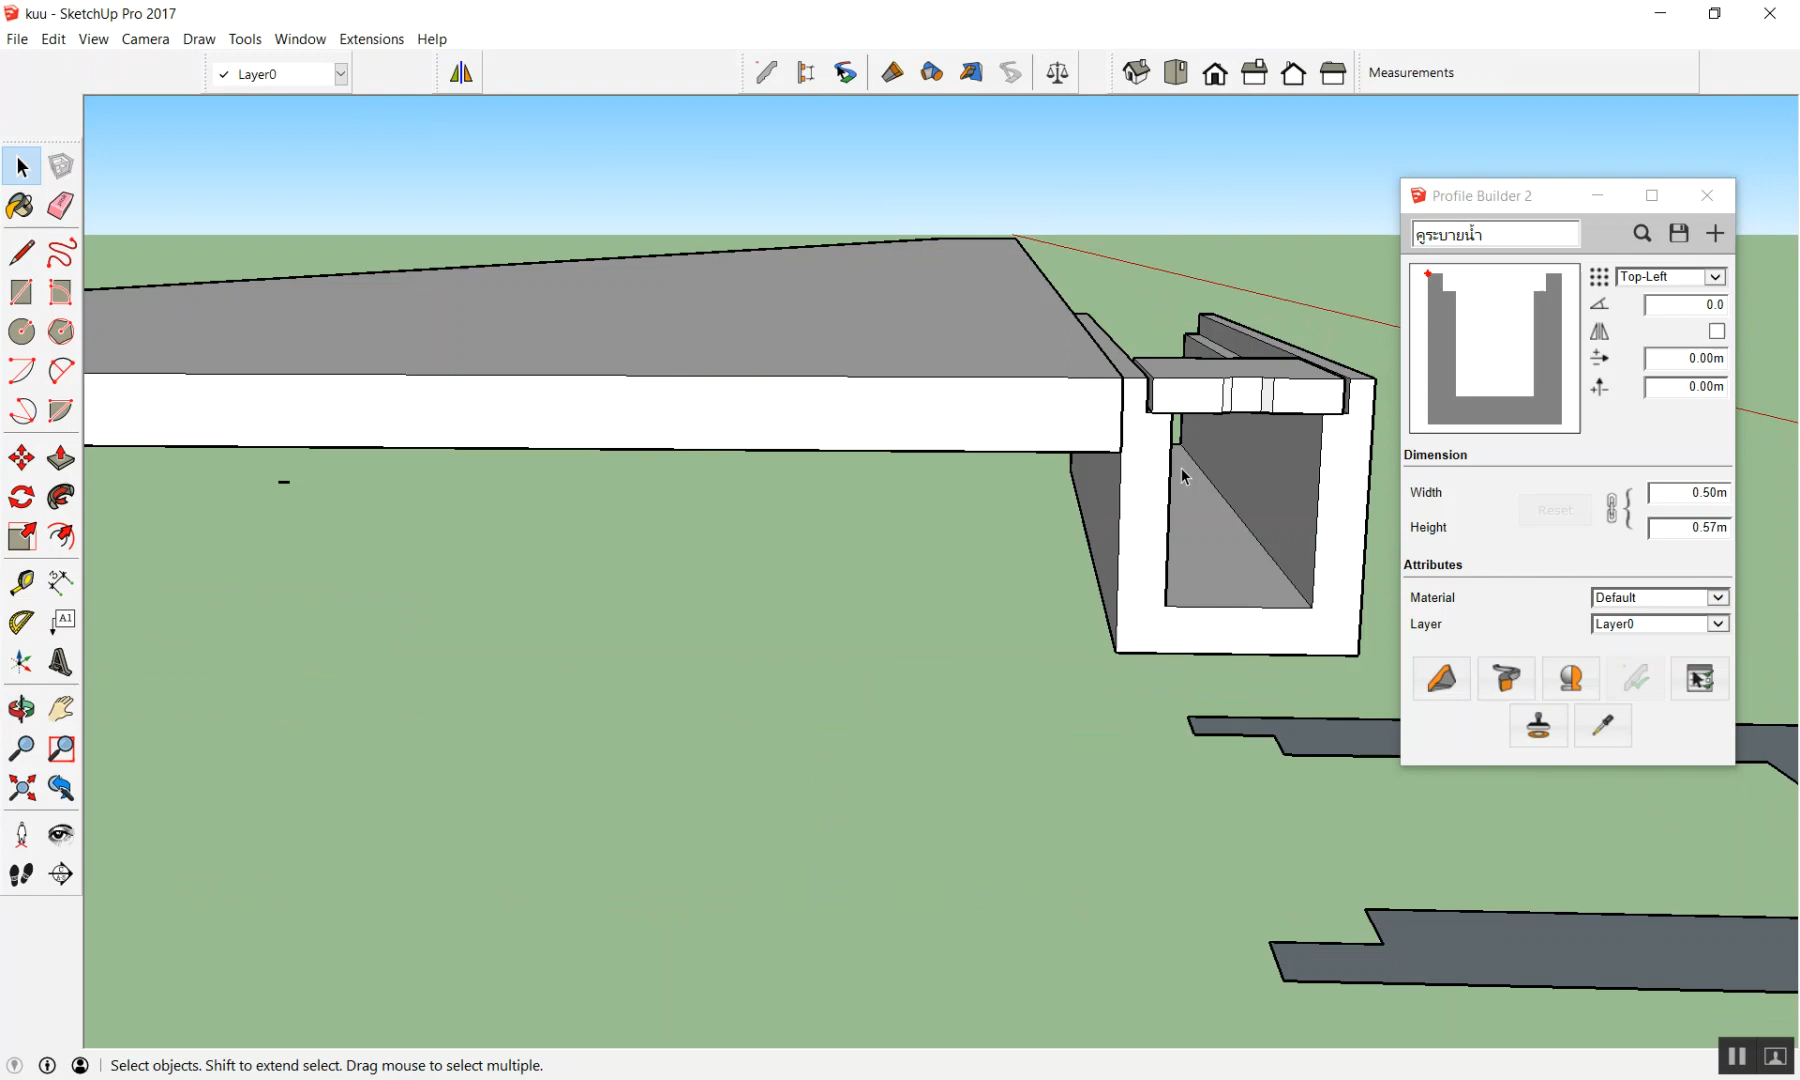 kuu - SketchUp Pro 2017
File Edit View Camera Draw Tools Window Extensions Help
Layer0
Measurements
Profile Builder 2
คูระบายน้ำ
Top-Left
0.0
0.00m
0.00m
Dimension
Width 0.50m
Reset
Height 0.57m
Attributes
Material Default
Layer Layer0
A1
Select objects. Shift to extend select. Drag mouse to select multiple.